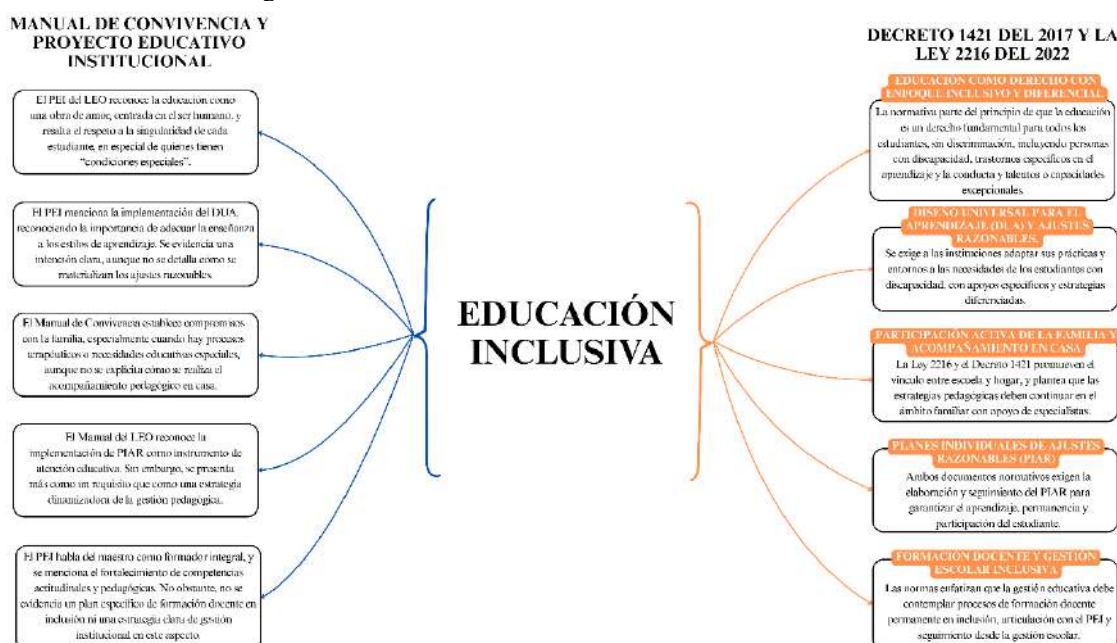 MANUAL DE CONVIVENCIA Y
PROYECTO EDUCATIVO
INSTITUCIONAL
El PEI del LEO reconoce la educación como
una obra de amor, centrada en el ser humano, y
resalta el respeto a la singularidad de cada
estudiante, en especial de quienes tienen
“condiciones especiales”.
El PEI menciona la implementación del DUA,
reconociendo la importancia de adecuar la enseñanza
a los estilos de aprendizaje. Se evidencia una
intención clara, aunque no se detalla como se
materializan los ajustes razonables.
El Manual de Convivencia establece compromisos
con la familia, especialmente cuando hay procesos
terapéuticos o necesidades educativas especiales,
aunque no se explicita cómo se realiza el
acompañamiento pedagógico en casa.
El Manual del LEO reconoce la
implementación de PIAR como instrumento de
atención educativa. Sin embargo, se presenta
más como un requisito que como una estrategia
dinamizadora de la gestión pedagógica.
El PEI habla del maestro como formador integral, y
se menciona el fortalecimiento de competencias
actitudinales y pedagógicas. No obstante, no se
evidencia un plan específico de formación docente en
inclusión ni una estrategia clara de gestión
institucional en este aspecto.
EDUCACIÓN
INCLUSIVA
DECRETO 1421 DEL 2017 Y LA
LEY 2216 DEL 2022
EDUCACIÓN COMO DERECHO CON
ENFOQUE INCLUSIVO Y DIFERENCIAL
La normativa parte del principio de que la educación
es un derecho fundamental para todos los
estudiantes, sin discriminación, incluyendo personas
con discapacidad, trastornos específicos en el
aprendizaje y la conducta y talentos o capacidades
excepcionales.
DISEÑO UNIVERSAL PARA EL
APRENDIZAJE (DUA) Y AJUSTES
RAZONABLES.
Se exige a las instituciones adaptar sus prácticas y
entornos a las necesidades de los estudiantes con
discapacidad, con apoyos específicos y estrategias
diferenciadas.
PARTICIPACIÓN ACTIVA DE LA FAMILIA Y
ACOMPAÑAMIENTO EN CASA
La Ley 2216 y el Decreto 1421 promueven el
vínculo entre escuela y hogar, y plantea que las
estrategias pedagógicas deben continuar en el
ámbito familiar con apoyo de especialistas.
PLANES INDIVIDUALES DE AJUSTES
RAZONABLES (PIAR)
Ambos documentos normativos exigen la
elaboración y seguimiento del PIAR para
garantizar el aprendizaje, permanencia y
participación del estudiante.
FORMACIÓN DOCENTE Y GESTIÓN
ESCOLAR INCLUSIVA
Las normas enfatizan que la gestión educativa debe
contemplar procesos de formación docente
permanente en inclusión, articulación con el PEI y
seguimiento desde la gestión escolar.